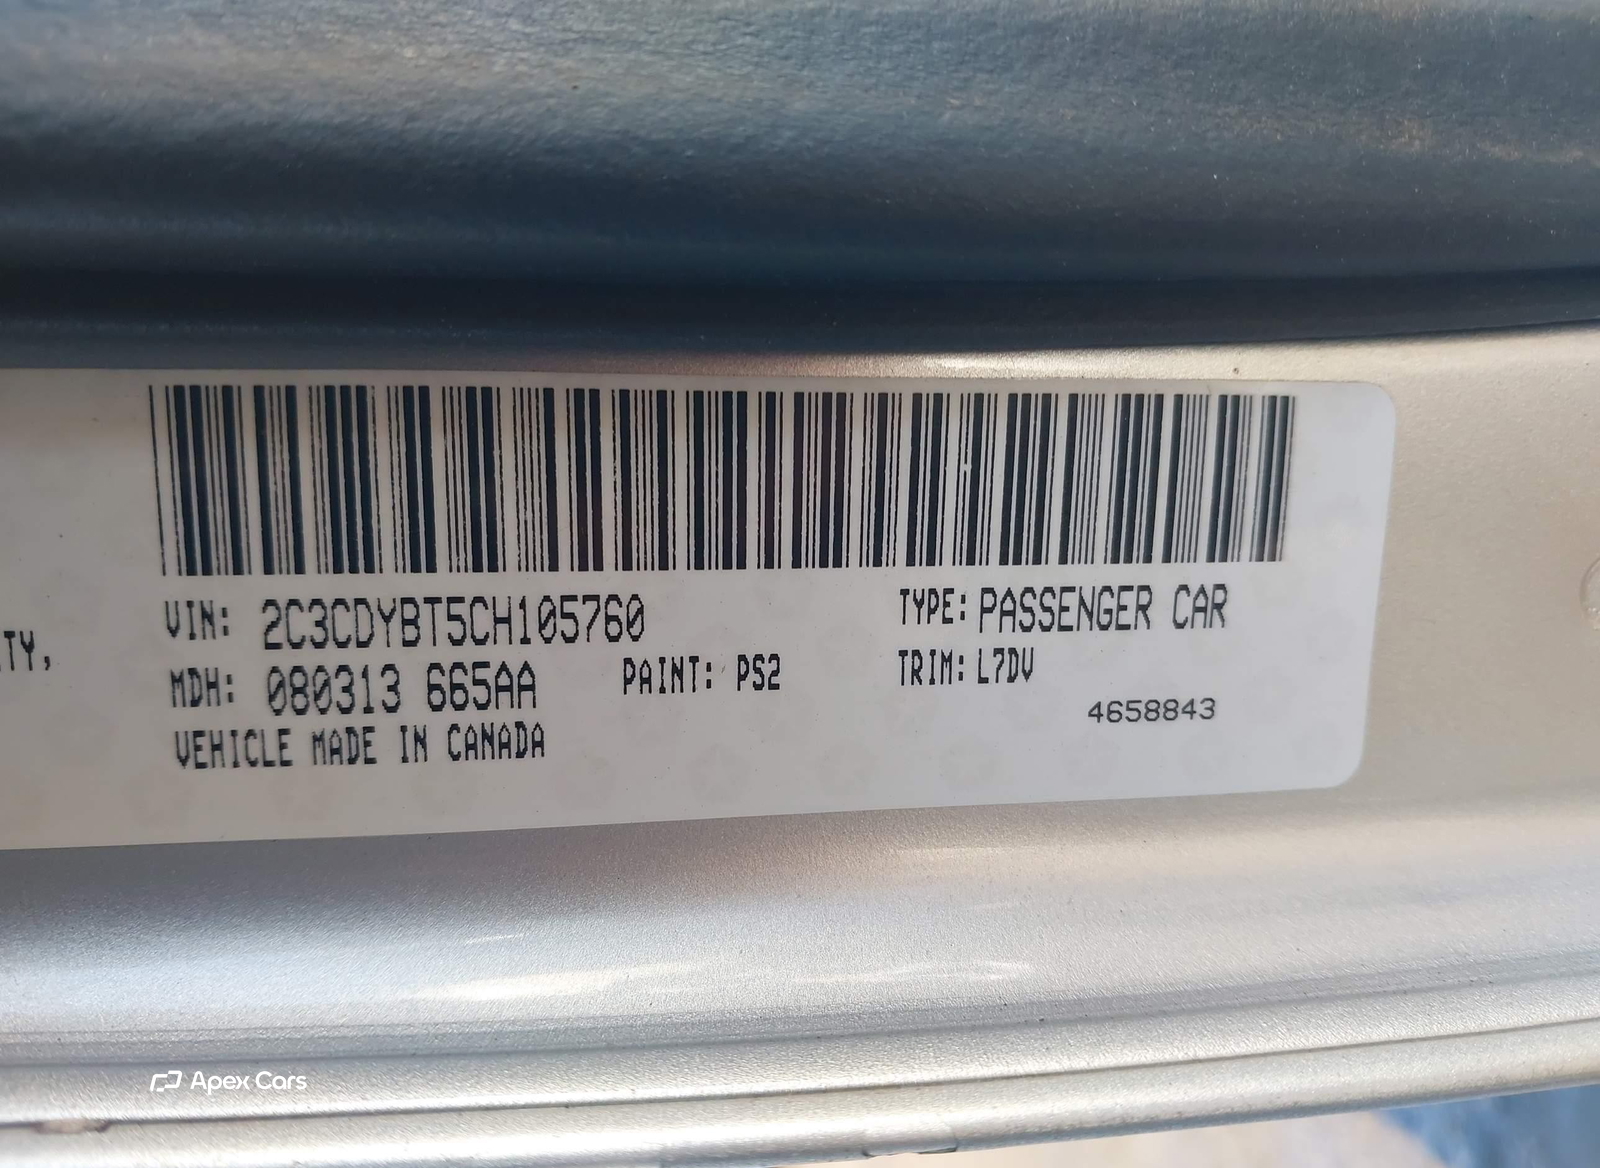 TY,
VIN: 2C3CDYBT5CH105760
TYPE: PASSENGER CAR
MDH: 080313 665AA
PAINT: PS2
TRIM: L7DV
4658843
VEHICLE MADE IN CANADA
Apex Cars